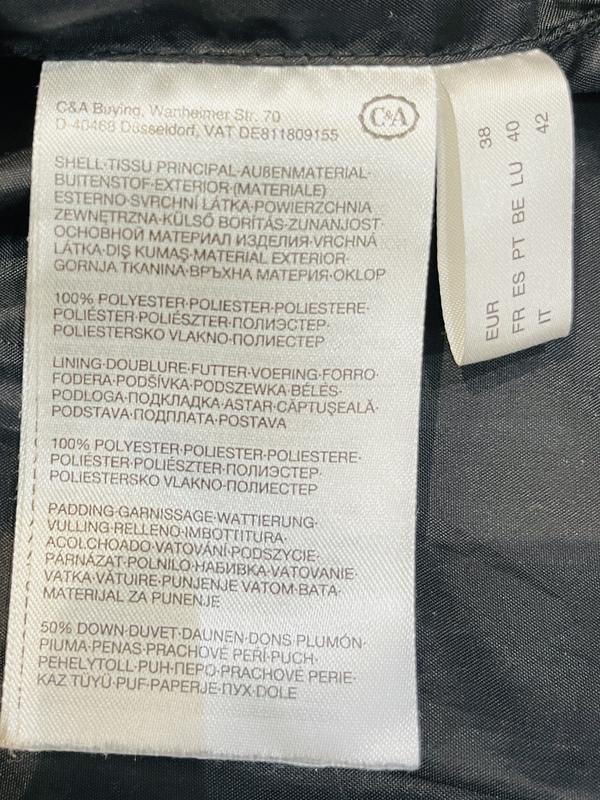 C&A Buying, Wanheimer Str. 70
D-40468 Düsseldorf, VAT DE811809155
C&A
SHELL·TISSU PRINCIPAL·AUßENMATERIAL·
BUITENSTOF·EXTERIOR·(MATERIALE)
ESTERNO·SVRCHNÍ LÁTKA·POWIERZCHNIA
ZEWNĘTRZNA·KÜLSŐ BORÍTÁS·ZUNANJOST·
ОСНОВНОЙ МАТЕРИАЛ ИЗДЕЛИЯ·VRCHNÁ
LÁTKA·DIŞ KUMAŞ·MATERIAL EXTERIOR·
GORNJA TKANINA·ВРЪХНА МАТЕРИЯ·OKLOP
100% POLYESTER·POLIESTER·POLIESTERE·
POLIÉSTER·POLIÉSZTER·ПОЛИЭСТЕР·
POLIESTERSKO VLAKNO·ПОЛИЕСТЕР
LINING·DOUBLURE·FUTTER·VOERING·FORRO·
FODERA·PODŠÍVKA·PODSZEWKA·BÉLÉS·
PODLOGA·ПОДКЛАДКА·ASTAR·CĂPTUŞEALĂ·
PODSTAVA·ПОДПЛАТА·POSTAVA
100% POLYESTER·POLIESTER·POLIESTERE·
POLIÉSTER·POLIÉSZTER·ПОЛИЭСТЕР·
POLIESTERSKO VLAKNO·ПОЛИЕСТЕР
PADDING·GARNISSAGE·WATTIERUNG·
VULLING·RELLENO·IMBOTTITURA·
ACOLCHOADO·VATOVÁNÍ·PODSZYCIE·
PÁRNÁZAT·POLNILO·НАБИВКА·VATOVANIE·
VATKA·VĂTUIRE·PUNJENJE VATOM·ВАТА·
MATERIJAL ZA PUNENJE
50% DOWN·DUVET·DAUNEN·DONS PLUMÓN·
PIUMA·PENAS·PRACHOVÉ PEŘÍ·PUCH·
PEHELYTOLL·PUH·ПЕРО·PRACHOVÉ PERIE·
KAZ TÜYÜ·PUF·PAPERJE·ПУХ·DOLE
EUR 38
FR ES PT BE LU 40
IT 42